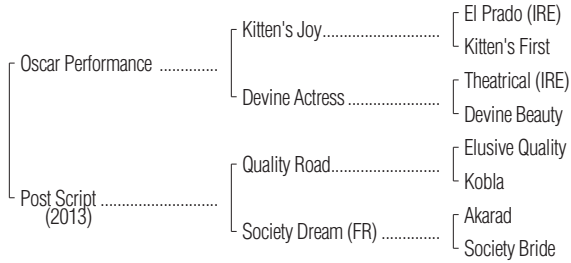 El Prado (IRE)
Kitten's Joy
Kitten's First
Oscar Performance
Theatrical (IRE)
Devine Actress
Devine Beauty
Elusive Quality
Quality Road
Kobla
Post Script
(2013)
Akarad
Society Dream (FR)
Society Bride